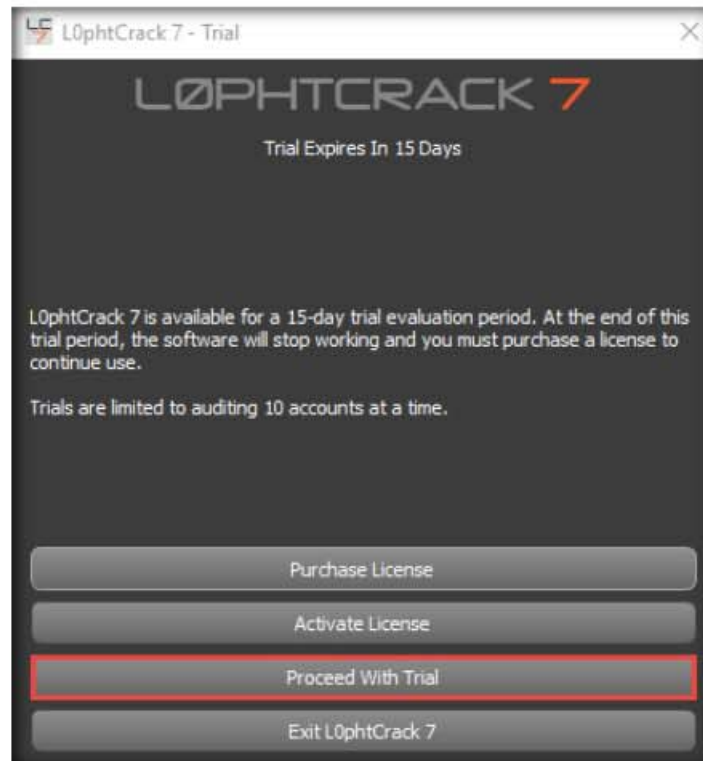 LC7 L0phtCrack 7 - Trial
LØPHTCRACK 7
Trial Expires In 15 Days
L0phtCrack 7 is available for a 15-day trial evaluation period. At the end of this
trial period, the software will stop working and you must purchase a license to
continue use.
Trials are limited to auditing 10 accounts at a time.
Purchase License
Activate License
Proceed With Trial
Exit L0phtCrack 7